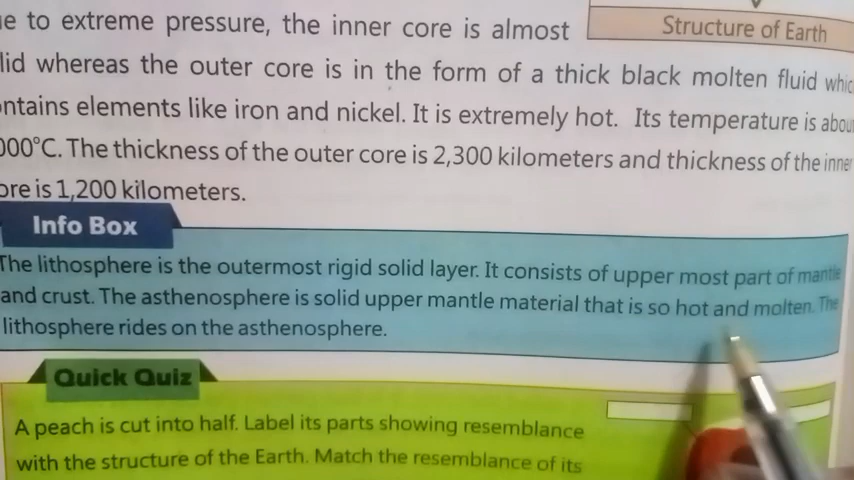 Structure of Earth
e to extreme pressure, the inner core is almost
lid whereas the outer core is in the form of a thick black molten fluid whic
ntains elements like iron and nickel. It is extremely hot. Its temperature is abou
000°C. The thickness of the outer core is 2,300 kilometers and thickness of the inner
ore is 1,200 kilometers.
Info Box
The lithosphere is the outermost rigid solid layer. It consists of upper most part of mantle
and crust. The asthenosphere is solid upper mantle material that is so hot and molten. The
lithosphere rides on the asthenosphere.
Quick Quiz
A peach is cut into half. Label its parts showing resemblance
with the structure of the Earth. Match the resemblance of its